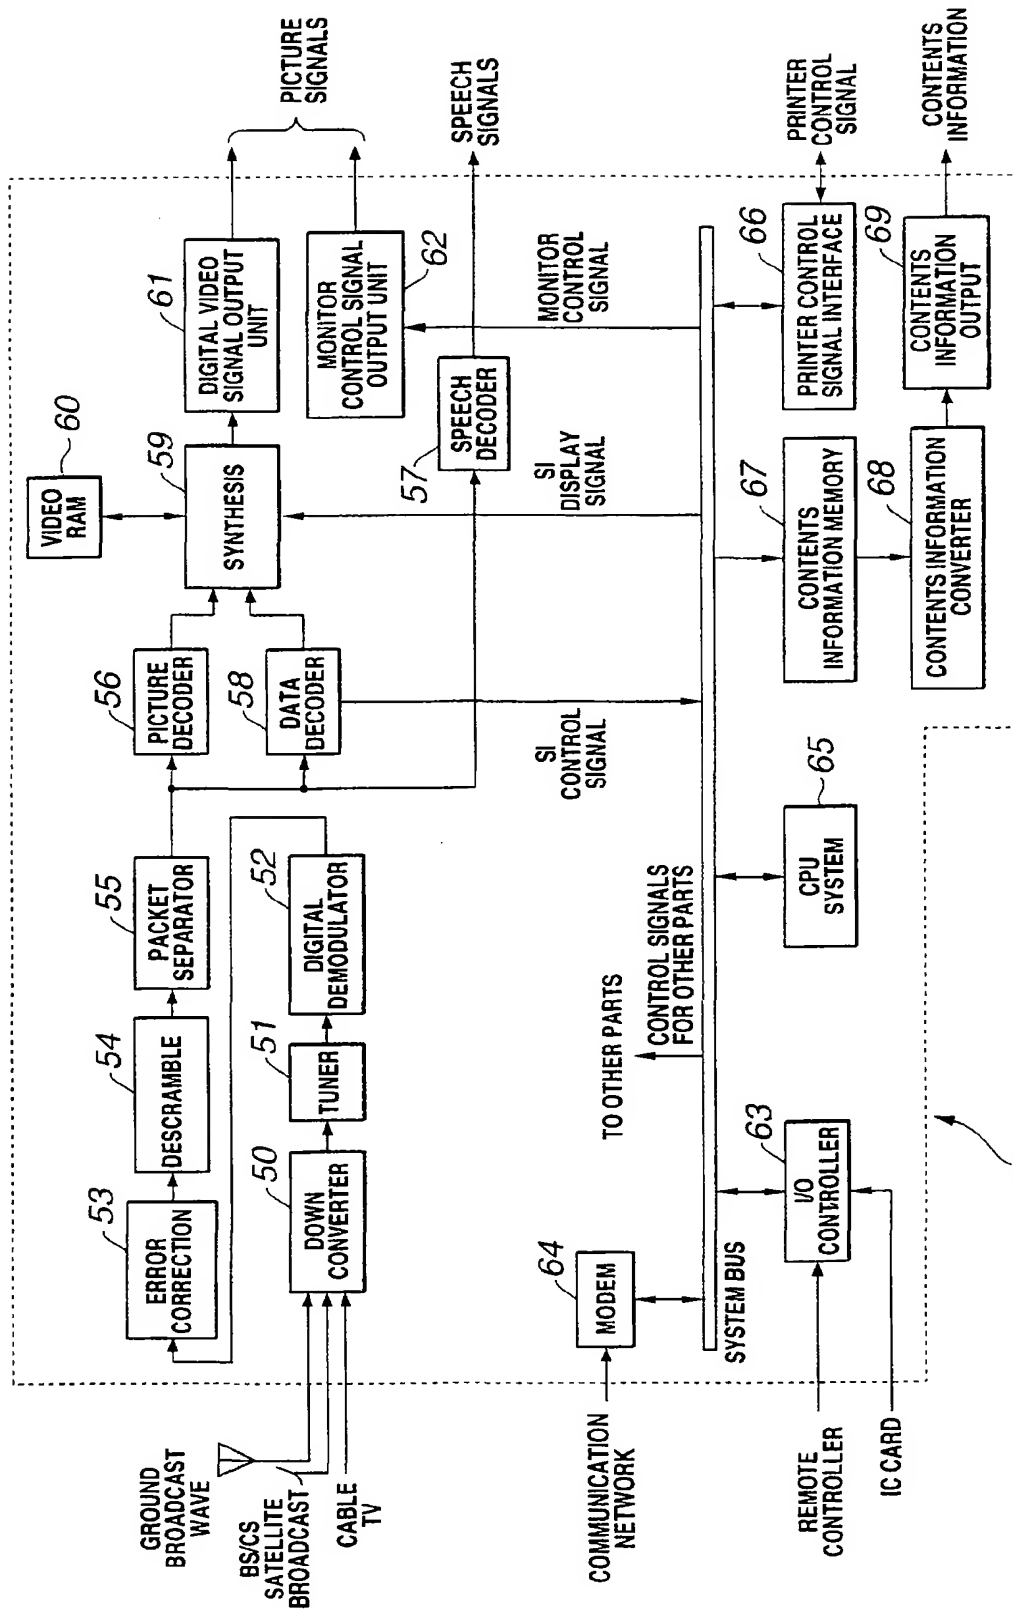 GROUND
BROADCAST
WAVE
BS/CS
SATELLITE
BROADCAST
CABLE
TV
53
ERROR
CORRECTION
54
DESCRAMBLE
55
PACKET
SEPARATOR
50
DOWN
CONVERTER
51
TUNER
52
DIGITAL
DEMODULATOR
56
PICTURE
DECODER
58
DATA
DECODER
60
VIDEO
RAM
59
SYNTHESIS
61
DIGITAL VIDEO
SIGNAL OUTPUT
UNIT
MONITOR
CONTROL SIGNAL
OUTPUT UNIT
62
57
SPEECH
DECODER
PICTURE
SIGNALS
SPEECH
SIGNALS
SI
CONTROL
SIGNAL
SI
DISPLAY
SIGNAL
MONITOR
CONTROL
SIGNAL
COMMUNICATION
NETWORK
64
MODEM
TO OTHER PARTS
CONTROL SIGNALS
FOR OTHER PARTS
SYSTEM BUS
REMOTE
CONTROLLER
IC CARD
63
I/O
CONTROLLER
65
CPU
SYSTEM
67
CONTENTS
INFORMATION MEMORY
66
PRINTER CONTROL
SIGNAL INTERFACE
68
CONTENTS INFORMATION
CONVERTER
69
CONTENTS
INFORMATION
OUTPUT
PRINTER
CONTROL
SIGNAL
CONTENTS
INFORMATION